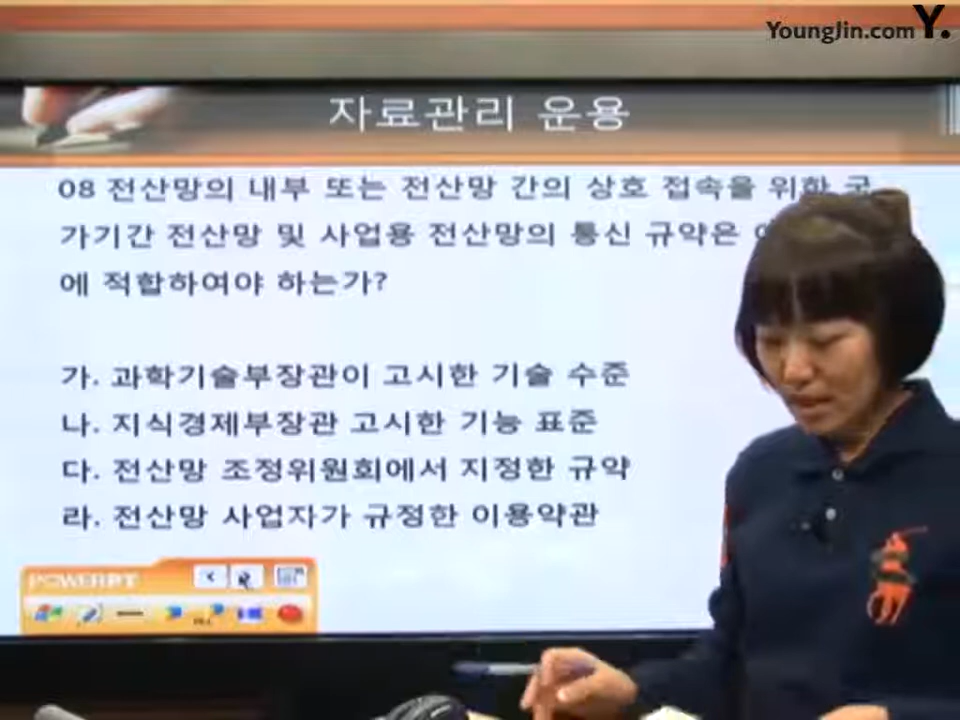 YoungJin.com Y.
자료관리 운용
08 전산망의 내부 또는 전산망 간의 상호 접속을 위한 국
가기간 전산망 및 사업용 전산망의 통신 규약은
에 적합하여야 하는가?
가. 과학기술부장관이 고시한 기술 수준
나. 지식경제부장관 고시한 기능 표준
다. 전산망 조정위원회에서 지정한 규약
라. 전산망 사업자가 규정한 이용약관
POWERPT